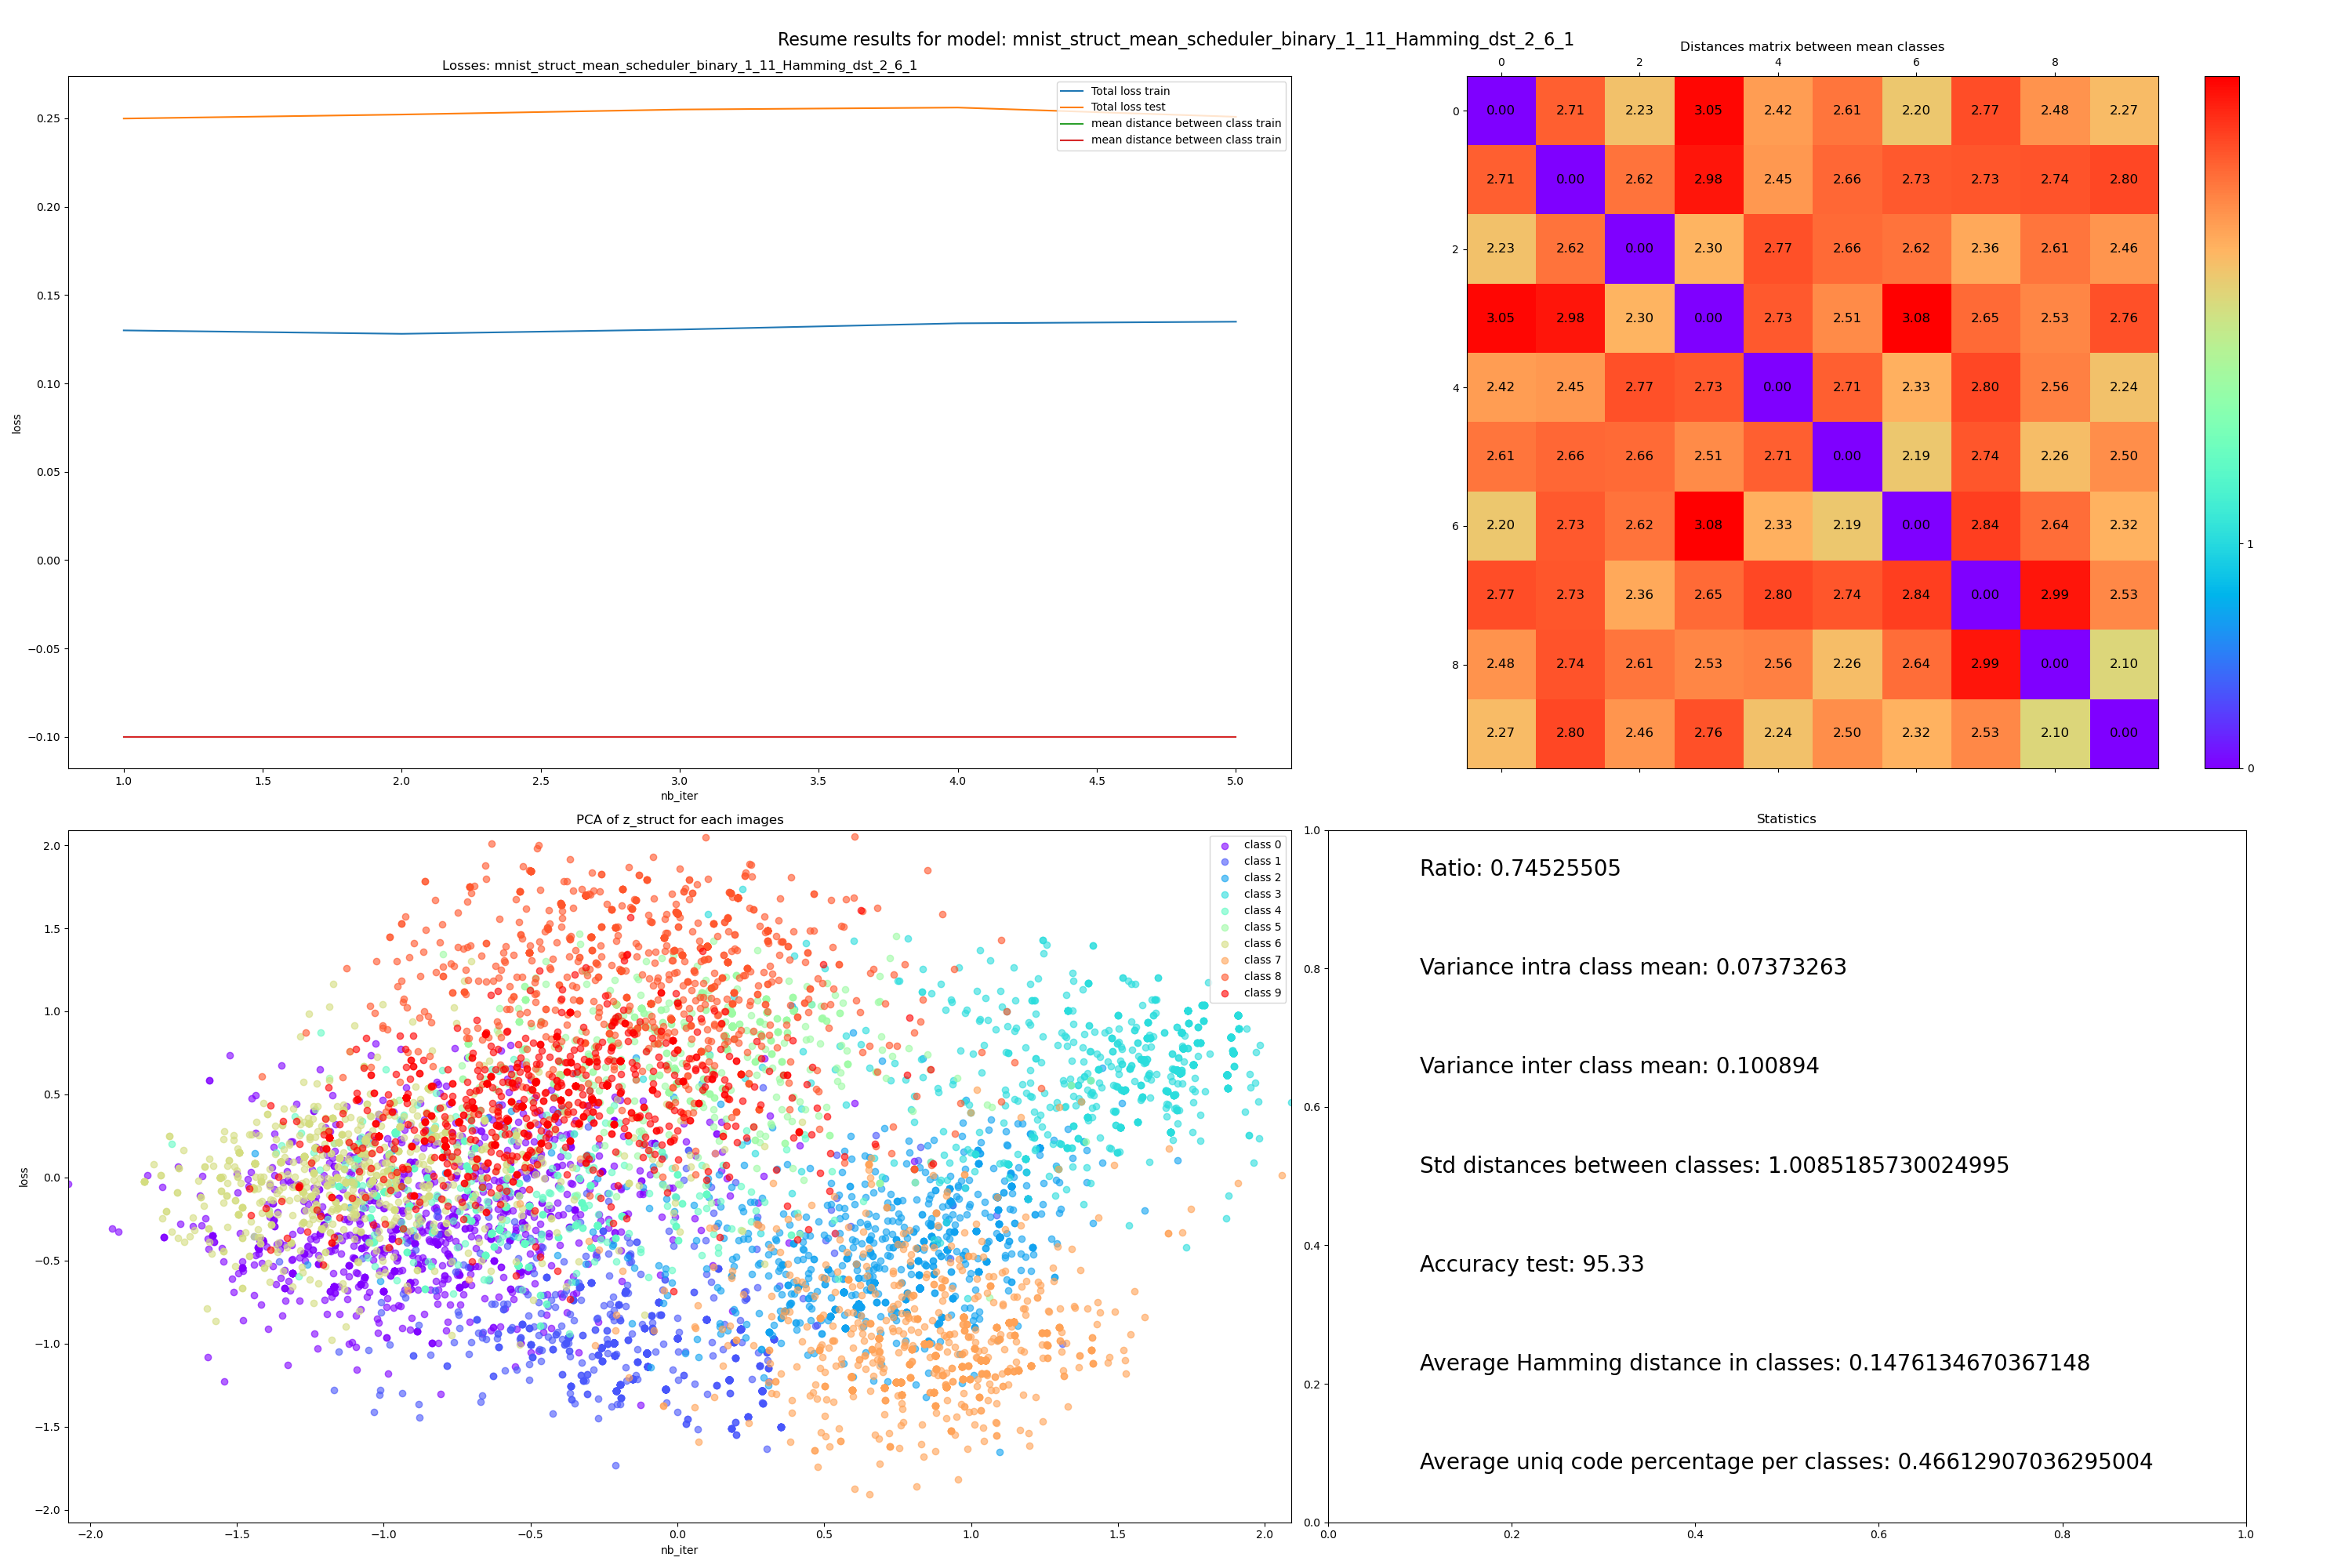 Resume results for model: mnist_struct_mean_scheduler_binary_1_11_Hamming_dst_2_6_1
Losses: mnist_struct_mean_scheduler_binary_1_11_Hamming_dst_2_6_1
Total loss train
Total loss test
mean distance between class train
mean distance between class train
0.25
0.20
0.15
0.10
0.05
0.00
−0.05
−0.10
loss
1.0 1.5 2.0 2.5 3.0 3.5 4.0 4.5 5.0
nb_iter
Distances matrix between mean classes
0 2 4 6 8
0 0.00 2.71 2.23 3.05 2.42 2.61 2.20 2.77 2.48 2.27
2.71 0.00 2.62 2.98 2.45 2.66 2.73 2.73 2.74 2.80
2 2.23 2.62 0.00 2.30 2.77 2.66 2.62 2.36 2.61 2.46
3.05 2.98 2.30 0.00 2.73 2.51 3.08 2.65 2.53 2.76
4 2.42 2.45 2.77 2.73 0.00 2.71 2.33 2.80 2.56 2.24
2.61 2.66 2.66 2.51 2.71 0.00 2.19 2.74 2.26 2.50
6 2.20 2.73 2.62 3.08 2.33 2.19 0.00 2.84 2.64 2.32
2.77 2.73 2.36 2.65 2.80 2.74 2.84 0.00 2.99 2.53
8 2.48 2.74 2.61 2.53 2.56 2.26 2.64 2.99 0.00 2.10
2.27 2.80 2.46 2.76 2.24 2.50 2.32 2.53 2.10 0.00
1
0
PCA of z_struct for each images
class 0
class 1
class 2
class 3
class 4
class 5
class 6
class 7
class 8
class 9
2.0
1.5
1.0
0.5
0.0
−0.5
−1.0
−1.5
−2.0
loss
−2.0 −1.5 −1.0 −0.5 0.0 0.5 1.0 1.5 2.0
nb_iter
Statistics
1.0
0.8
0.6
0.4
0.2
0.0
Ratio: 0.74525505
Variance intra class mean: 0.07373263
Variance inter class mean: 0.100894
Std distances between classes: 1.0085185730024995
Accuracy test: 95.33
Average Hamming distance in classes: 0.1476134670367148
Average uniq code percentage per classes: 0.46612907036295004
0.0 0.2 0.4 0.6 0.8 1.0